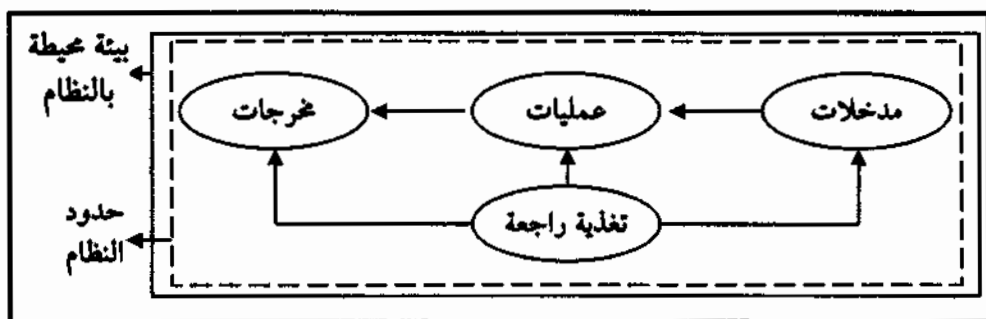 مدخلات
عمليات
مخرجات
تغذية راجعة
بيئة محيطة
بالنظام
حدود
النظام